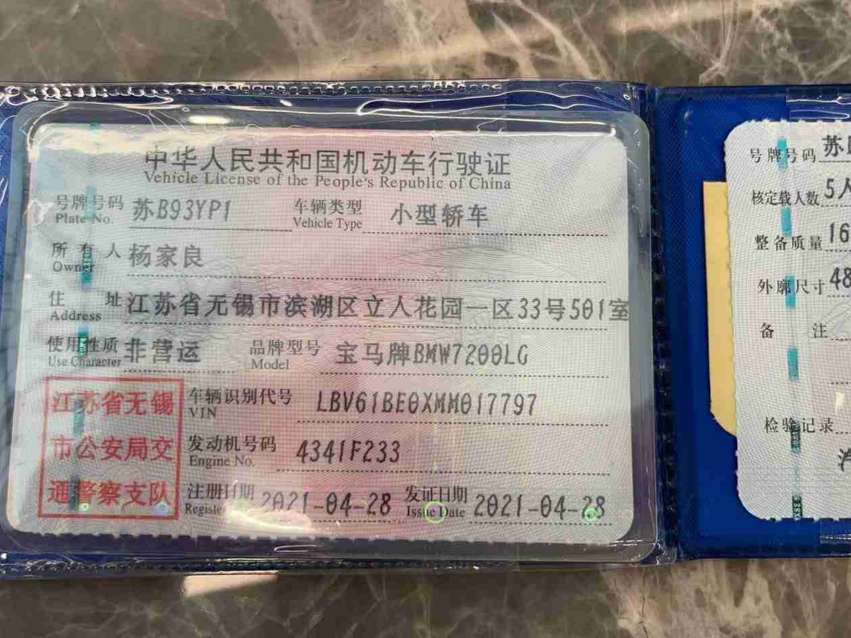 中华人民共和国机动车行驶证
Vehicle License of the People's Republic of China
号牌号码 苏B93YP1 车辆类型 小型轿车
Plate No. Vehicle Type
所有人 杨家良
Owner
住址 江苏省无锡市滨湖区立人花园一区33号501室
Address
使用性质 非营运 品牌型号 宝马牌BMW7200LG
Use Character Model
江苏省无锡
市公安局交
通警察支队
车辆识别代号 LBV61BE0XMM017797
VIN
发动机号码 4341F233
Engine No.
注册日期 2021-04-28 发证日期 2021-04-28
Issue Date
号牌号码 苏
核定载人数 5人
整备质量 16
外廓尺寸 48
备注
检验记录